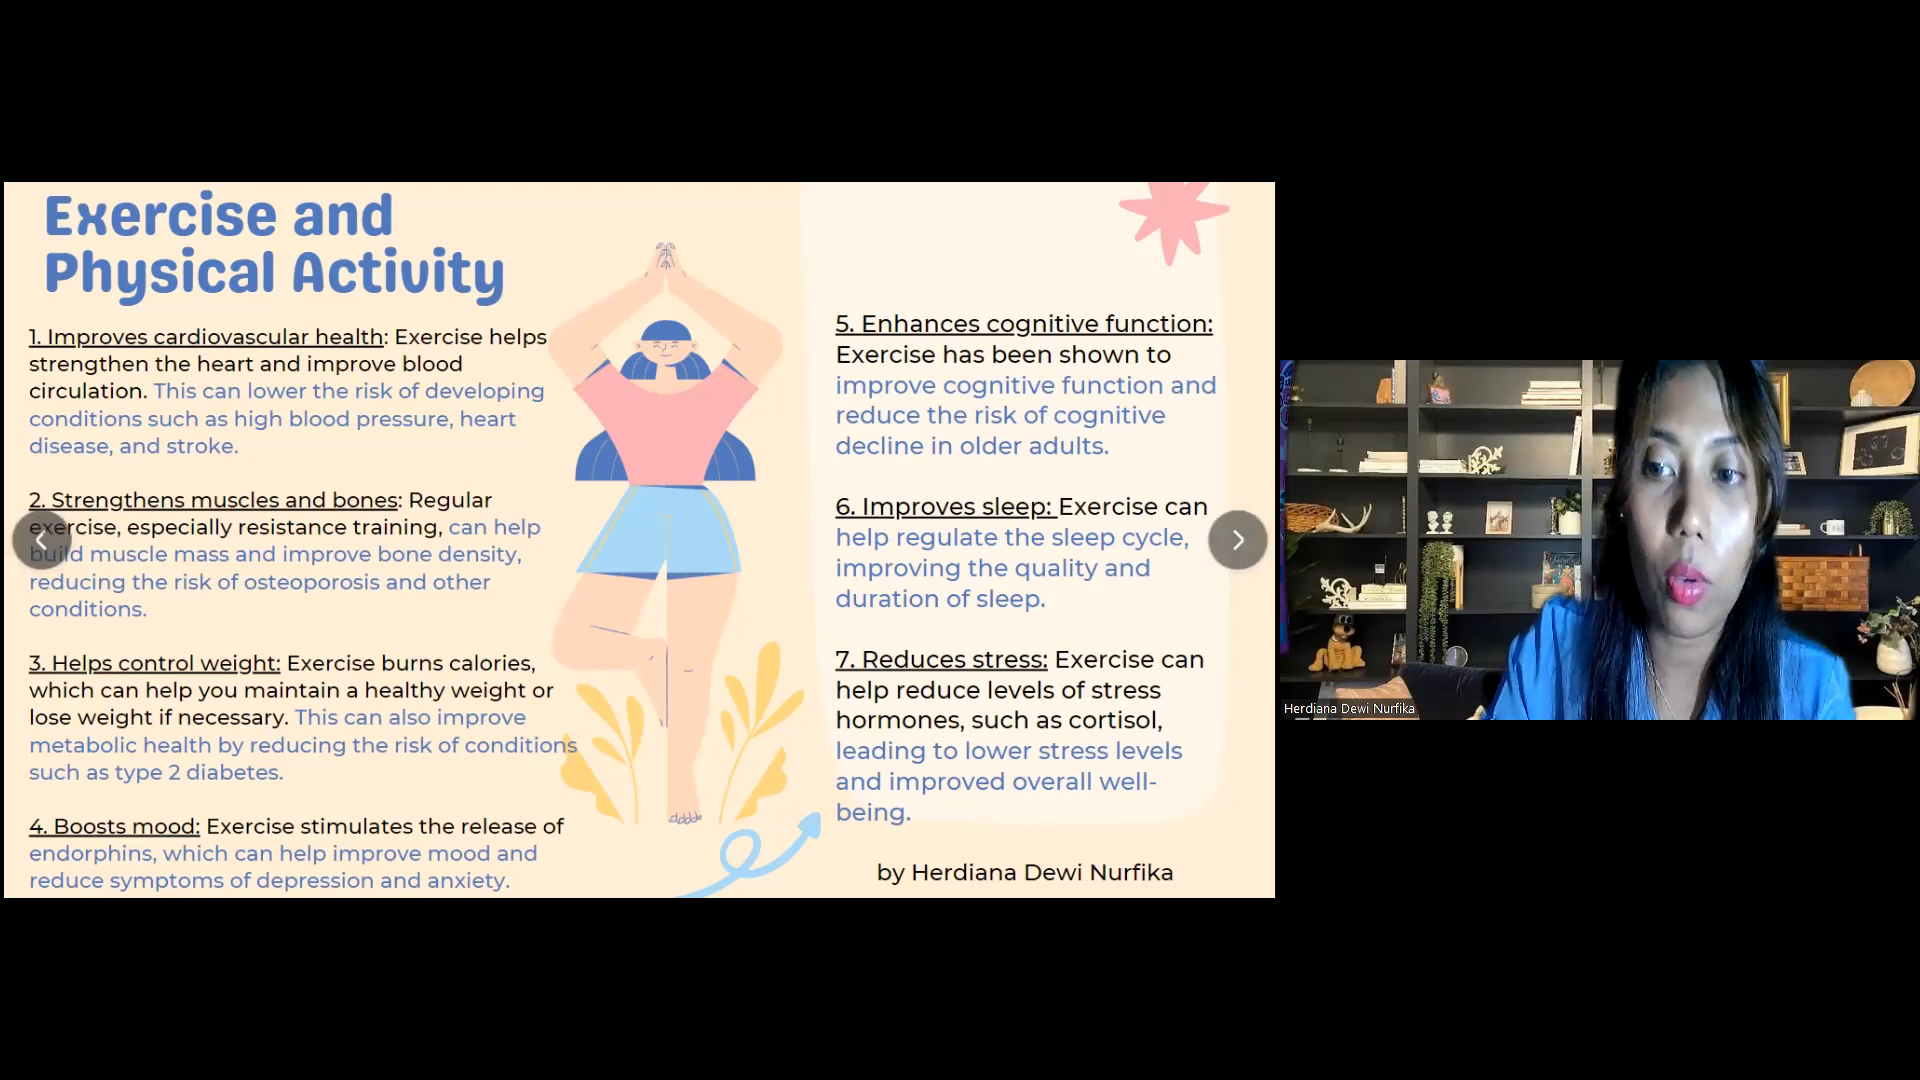 Exercise and
Physical Activity
1. Improves cardiovascular health: Exercise helps
strengthen the heart and improve blood
circulation. This can lower the risk of developing
conditions such as high blood pressure, heart
disease, and stroke.
2. Strengthens muscles and bones: Regular
exercise, especially resistance training, can help
build muscle mass and improve bone density,
reducing the risk of osteoporosis and other
conditions.
3. Helps control weight: Exercise burns calories,
which can help you maintain a healthy weight or
lose weight if necessary. This can also improve
metabolic health by reducing the risk of conditions
such as type 2 diabetes.
4. Boosts mood: Exercise stimulates the release of
endorphins, which can help improve mood and
reduce symptoms of depression and anxiety.
5. Enhances cognitive function:
Exercise has been shown to
improve cognitive function and
reduce the risk of cognitive
decline in older adults.
6. Improves sleep: Exercise can
help regulate the sleep cycle,
improving the quality and
duration of sleep.
7. Reduces stress: Exercise can
help reduce levels of stress
hormones, such as cortisol,
leading to lower stress levels
and improved overall well-
being.
by Herdiana Dewi Nurfika
Herdiana Dewi Nurfika